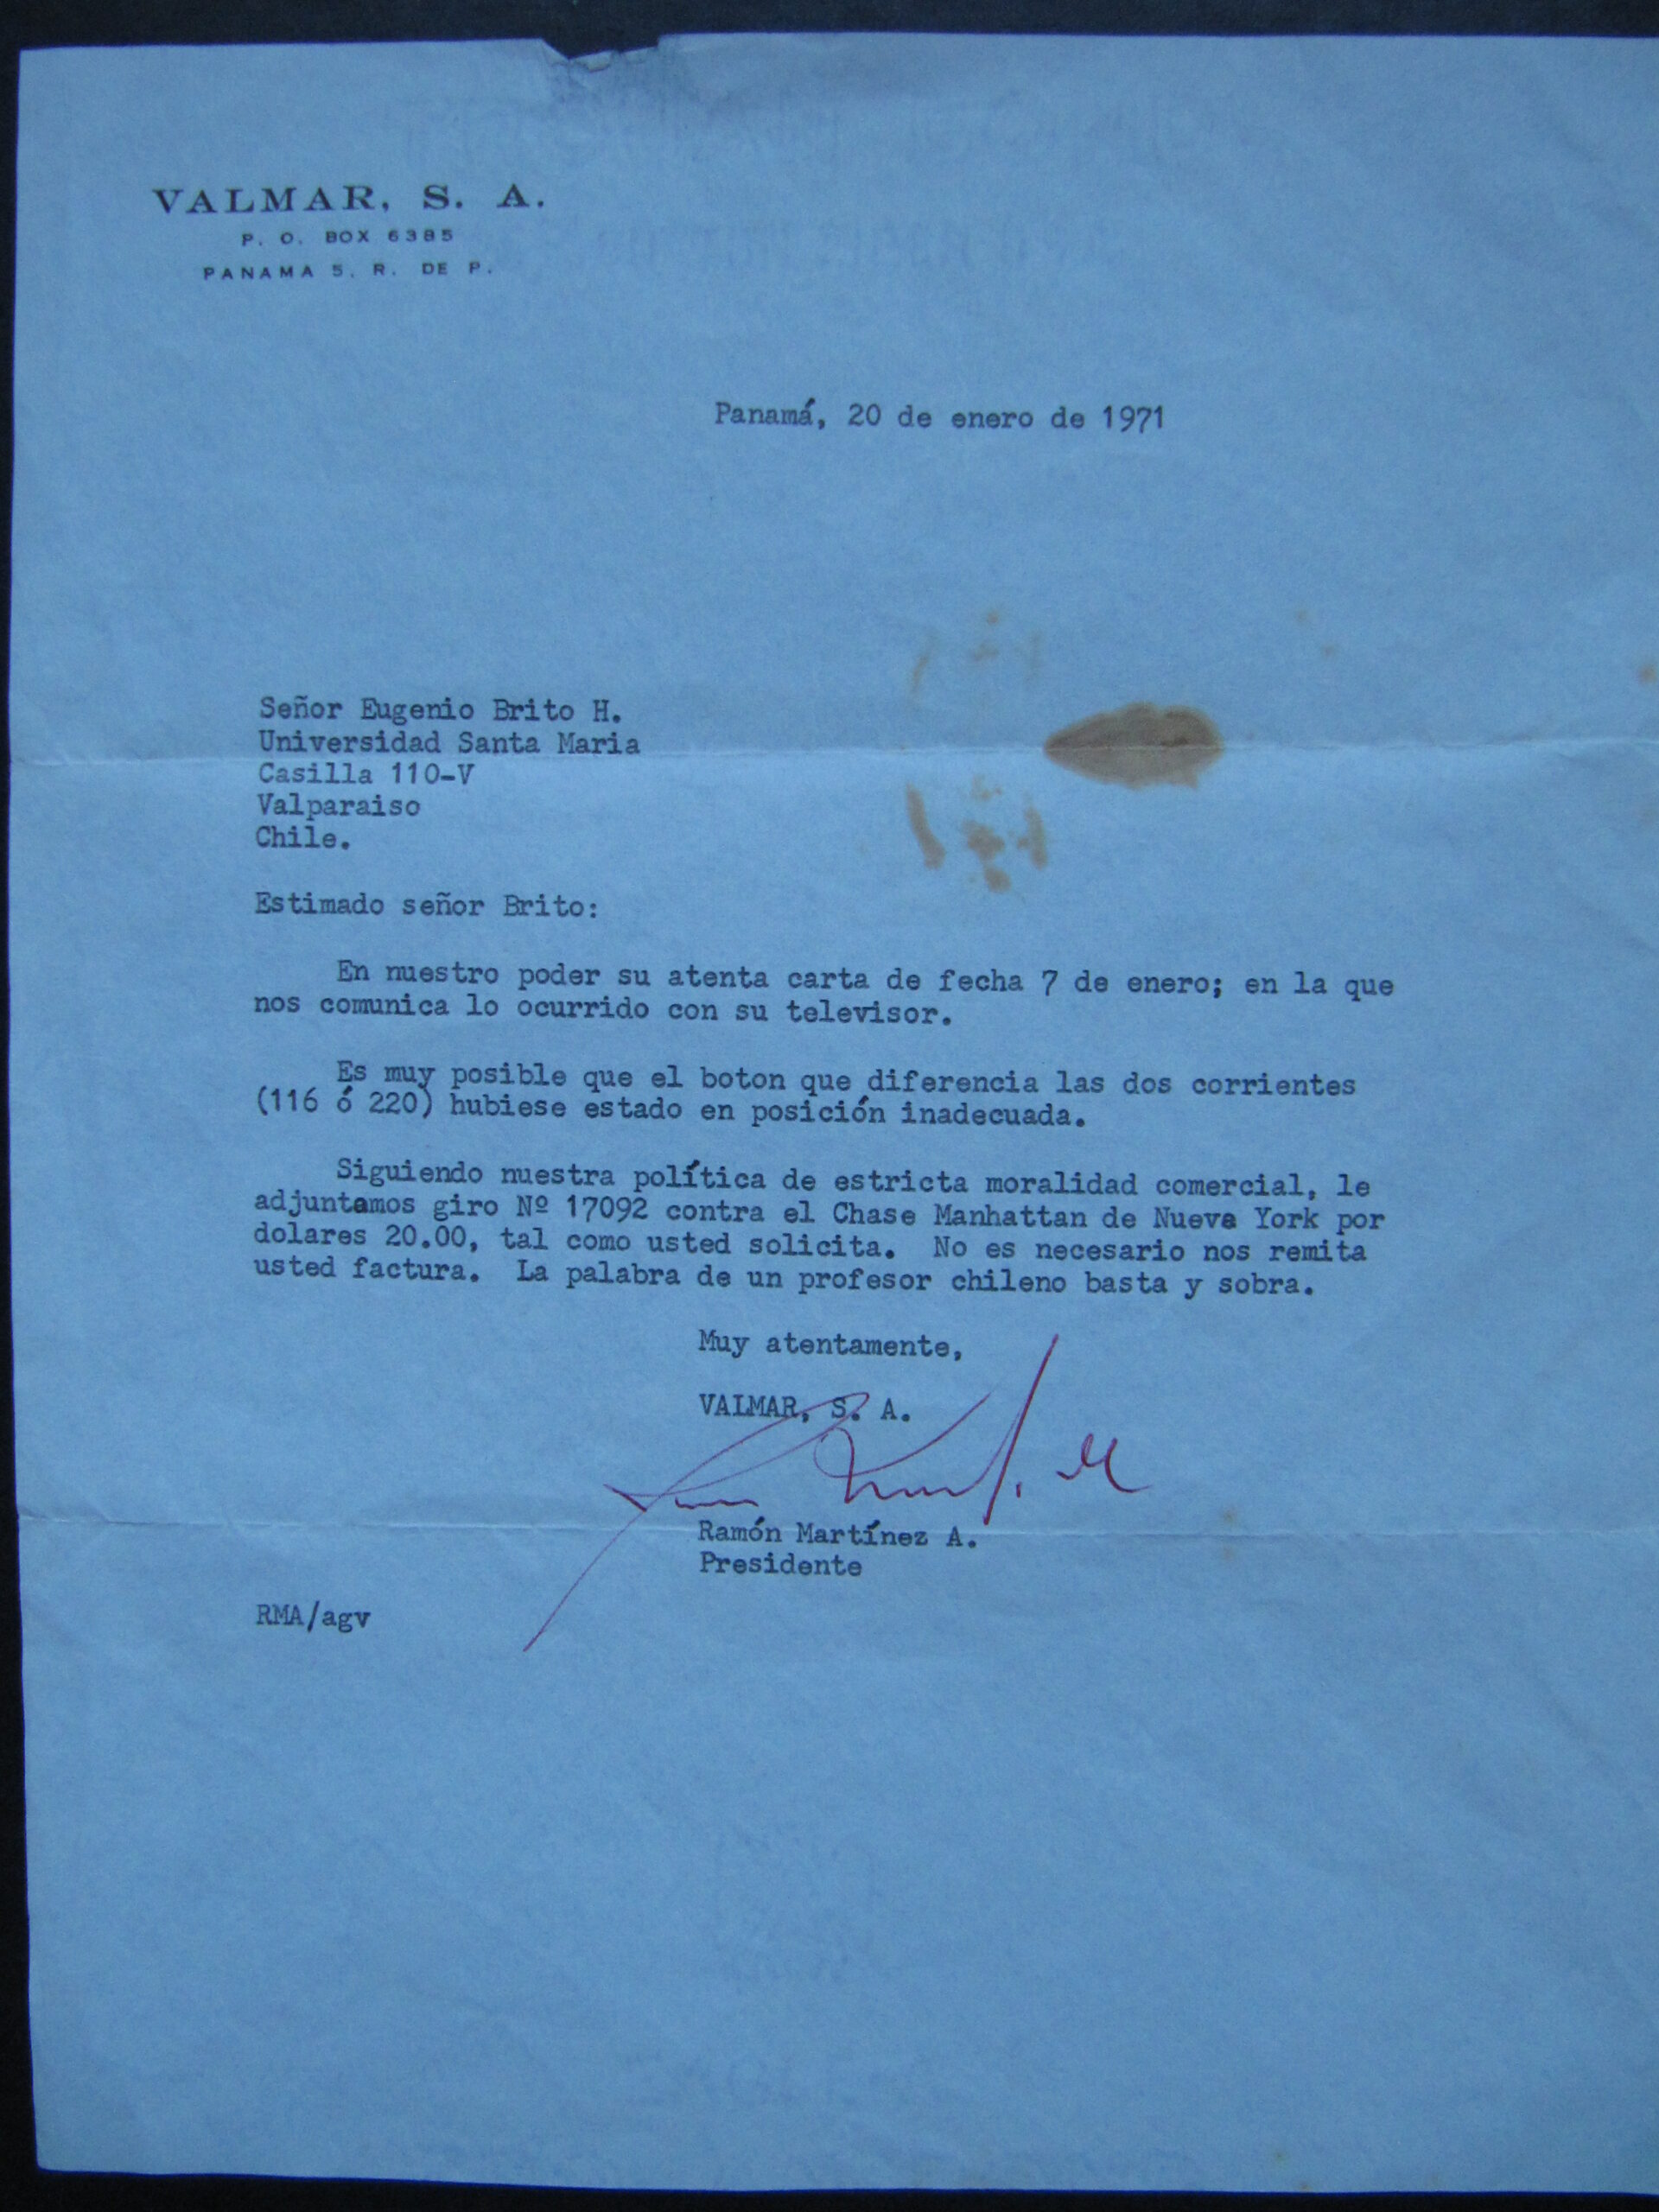 VALMAR, S. A.
P. O. BOX 6385
PANAMA 5, R. DE P.
Panamá, 20 de enero de 1971
Señor Eugenio Brito H.
Universidad Santa Maria
Casilla 110-V
Valparaiso
Chile.
Estimado señor Brito:
En nuestro poder su atenta carta de fecha 7 de enero; en la que
nos comunica lo ocurrido con su televisor.
Es muy posible que el boton que diferencia las dos corrientes
(116 ó 220) hubiese estado en posición inadecuada.
Siguiendo nuestra política de estricta moralidad comercial, le
adjuntamos giro Nº 17092 contra el Chase Manhattan de Nueva York por
dolares 20.00, tal como usted solicita. No es necesario nos remita
usted factura. La palabra de un profesor chileno basta y sobra.
Muy atentamente,
VALMAR, S. A.
Ramón Martínez A.
Presidente
RMA/agv